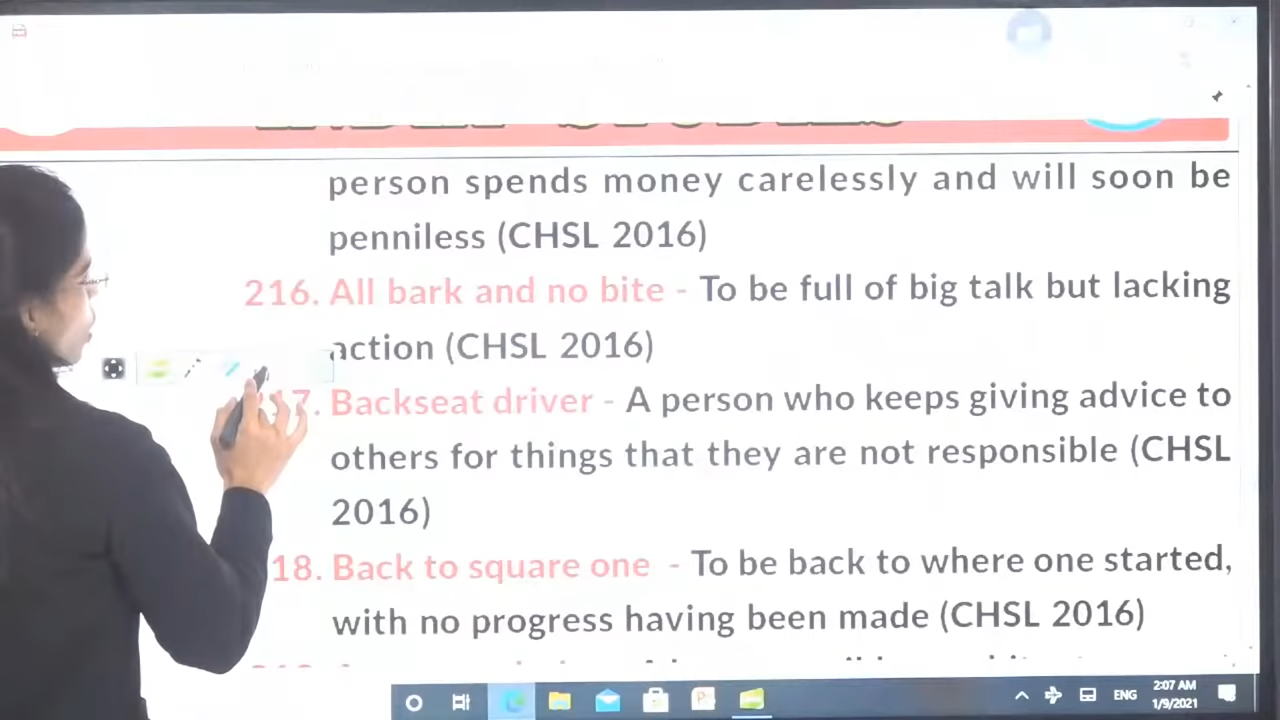 person spends money carelessly and will soon be
penniless (CHSL 2016)
216. All bark and no bite - To be full of big talk but lacking
action (CHSL 2016)
17. Backseat driver - A person who keeps giving advice to
others for things that they are not responsible (CHSL
2016)
18. Back to square one - To be back to where one started,
with no progress having been made (CHSL 2016)
ENG
2:07 AM
1/9/2021